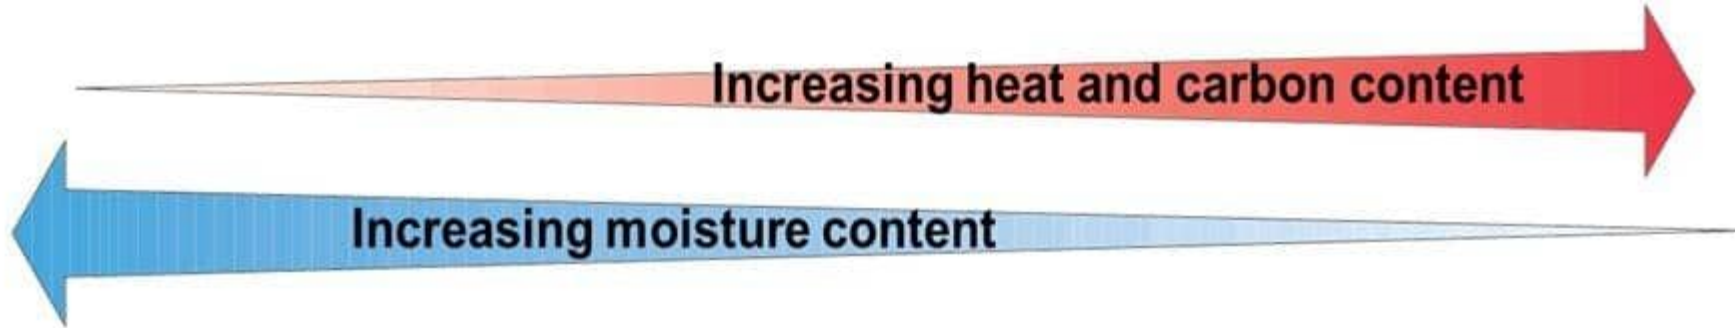 Increasing heat and carbon content
Increasing moisture content